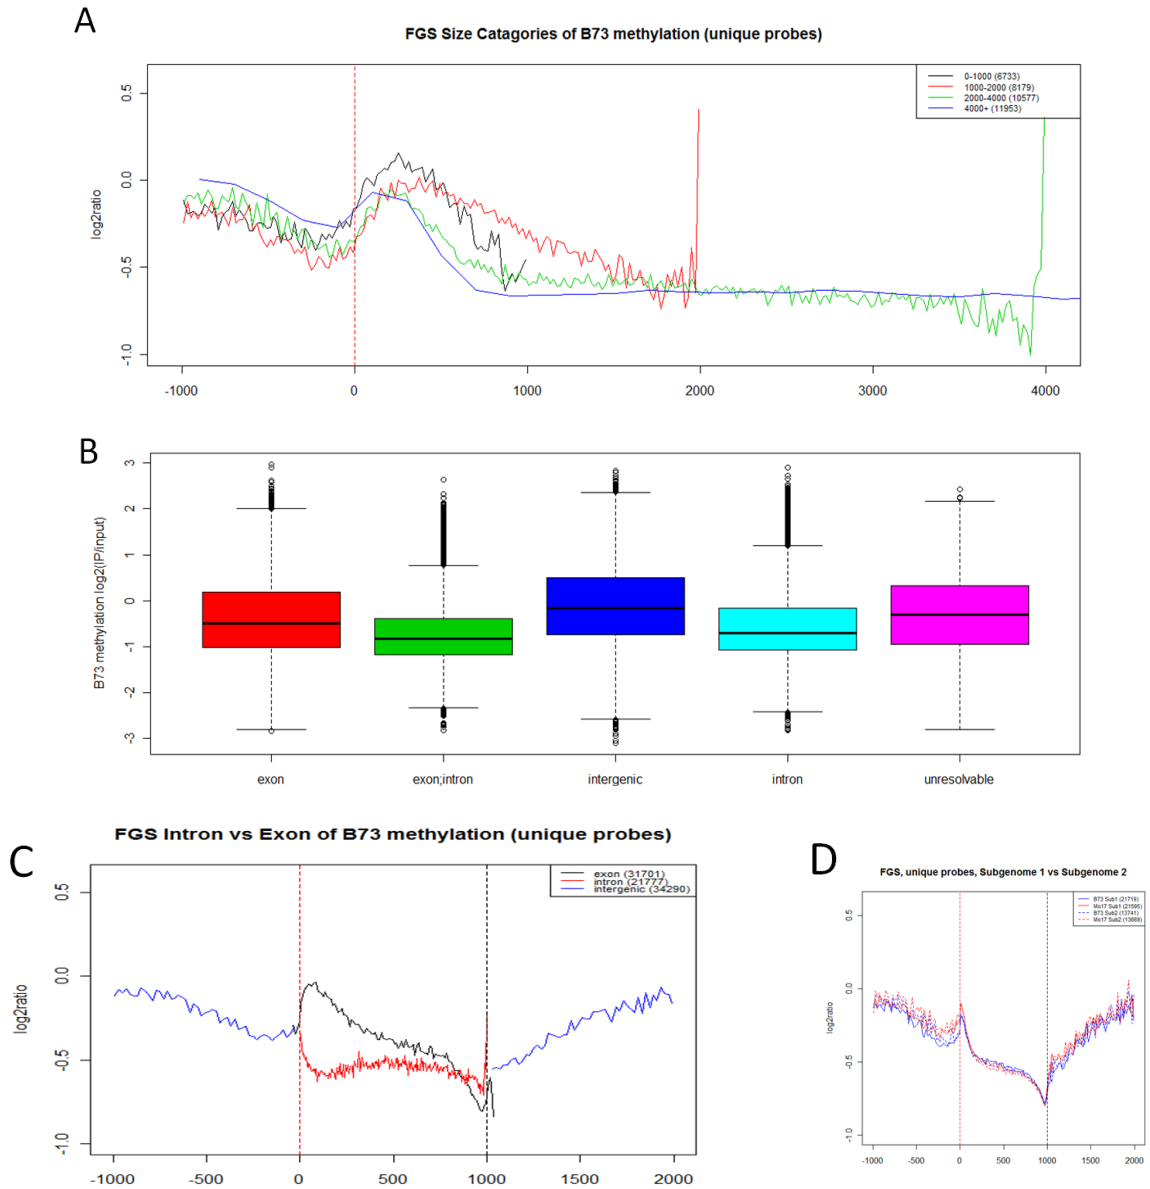 A
FGS Size Catagories of B73 methylation (unique probes)
0-1000 (6733)
1000-2000 (8179)
2000-4000 (10577)
4000+ (11953)
log2ratio
0.5
0.0
-0.5
-1.0
-1000 0 1000 2000 3000 4000
B
B73 methylation log2(IP/input)
3
2
1
0
-1
-2
-3
exon exon;intron intergenic intron unresolvable
C
FGS Intron vs Exon of B73 methylation (unique probes)
exon (31701)
intron (21777)
intergenic (34290)
log2ratio
0.5
0.0
-0.5
-1.0
-1000 -500 0 500 1000 1500 2000
D
FGS, unique probes, Subgenome 1 vs Subgenome 2
B73 Sub1 (21719)
Mo17 Sub1 (21595)
B73 Sub2 (13741)
Mo17 Sub2 (13669)
log2ratio
0.5
0.0
-0.5
-1.0
-1000 -500 0 500 1000 1500 2000